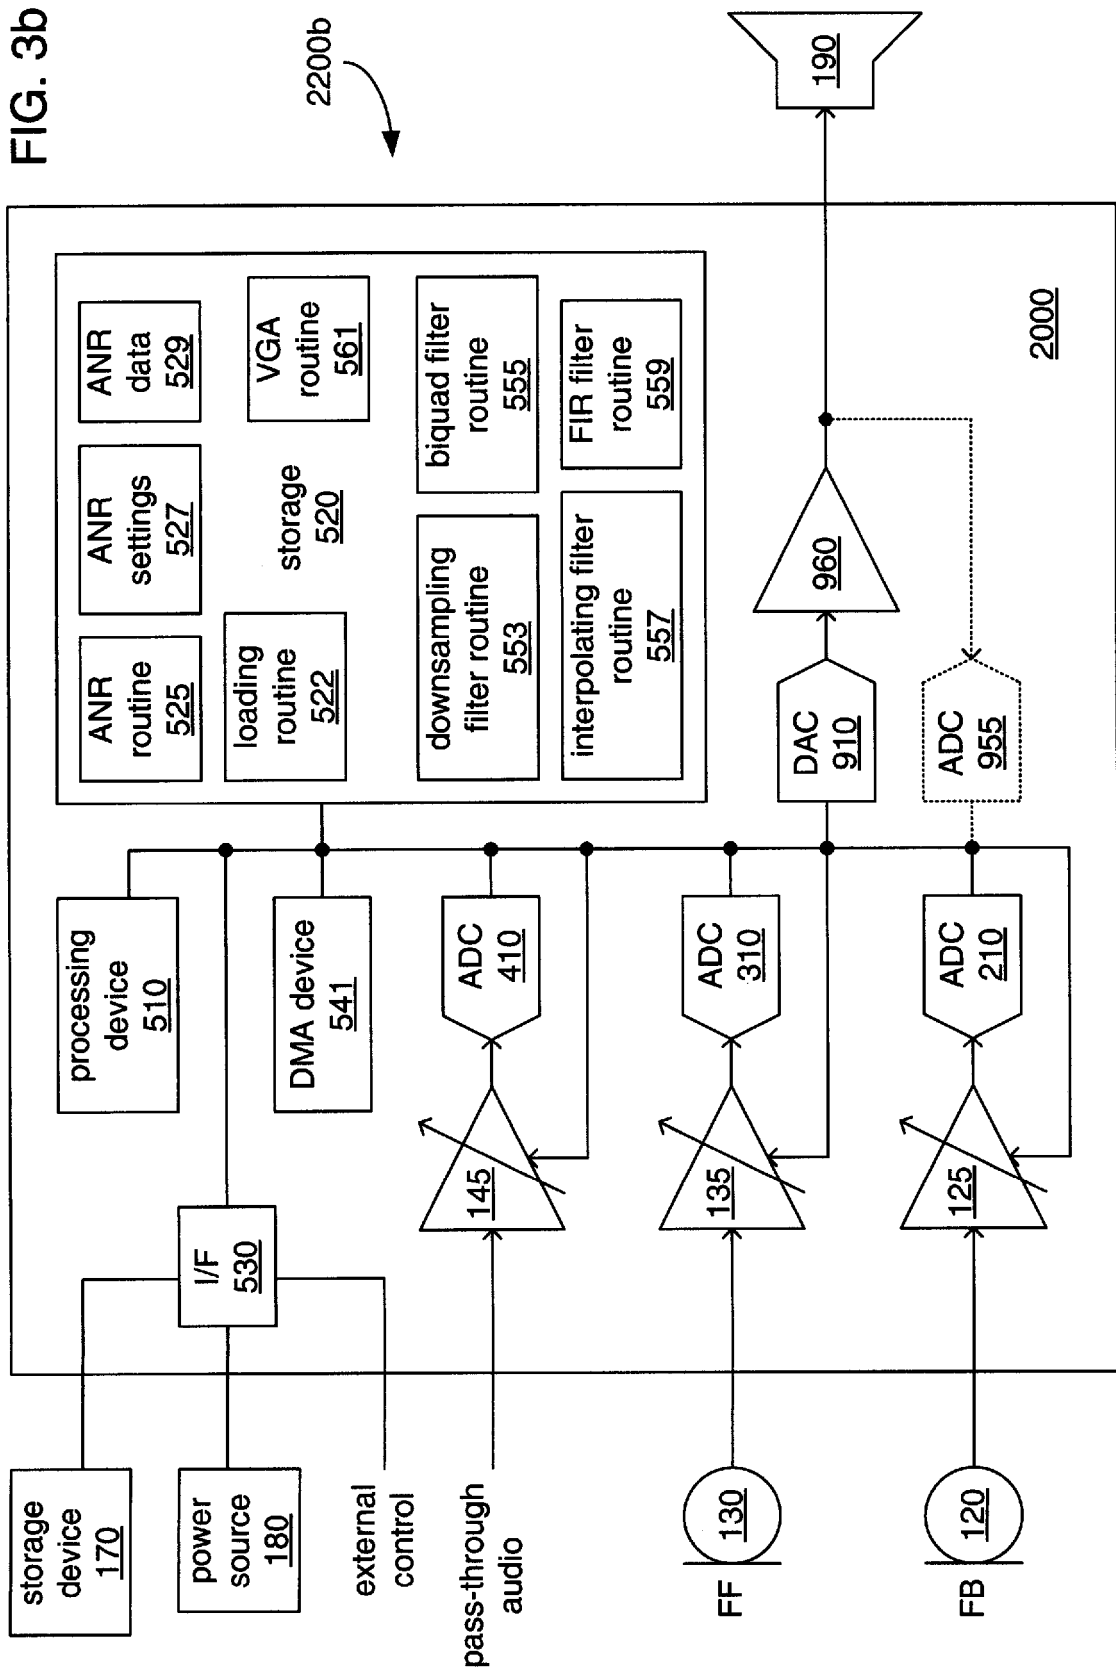 FIG. 3b
2200b
storage
device
170
power
source
180
external
control
pass-through
audio
FF
130
FB
120
I/F
530
processing
device
510
DMA device
541
145
ADC
410
135
ADC
310
125
ADC
210
ANR
routine
525
ANR
settings
527
ANR
data
529
loading
routine
522
storage
520
VGA
routine
561
downsampling
filter routine
553
biquad filter
routine
555
interpolating filter
routine
557
FIR filter
routine
559
DAC
910
ADC
955
960
190
2000